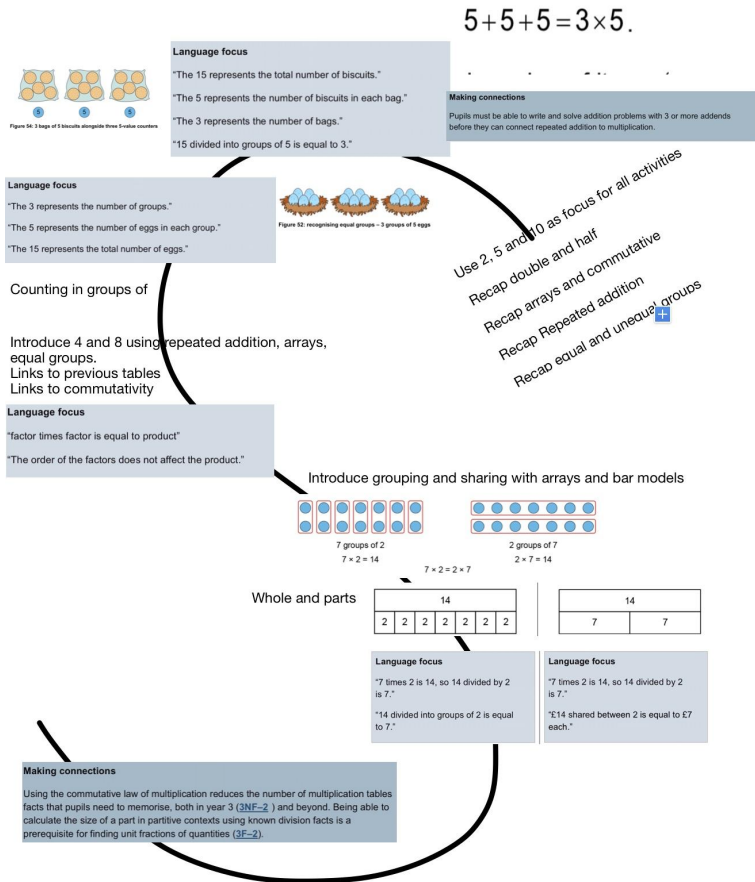 5+5+5=3×5.
Language focus
"The 15 represents the total number of biscuits."
"The 5 represents the number of biscuits in each bag."
"The 3 represents the number of bags."
"15 divided into groups of 5 is equal to 3."
5 5 5
Figure 54: 3 bags of 5 biscuits alongside three 5-value counters
Making connections
Pupils must be able to write and solve addition problems with 3 or more addends
before they can connect repeated addition to multiplication.
Use 2, 5 and 10 as focus for all activities
Recap double and half
Recap arrays and commutative
Recap Repeated addition
Recap equal and unequal groups
Language focus
"The 3 represents the number of groups."
"The 5 represents the number of eggs in each group."
"The 15 represents the total number of eggs."
Figure 52: recognising equal groups – 3 groups of 5 eggs
Counting in groups of
Introduce 4 and 8 using repeated addition, arrays,
equal groups.
Links to previous tables
Links to commutativity
Language focus
"factor times factor is equal to product"
"The order of the factors does not affect the product."
Introduce grouping and sharing with arrays and bar models
7 groups of 2
7 × 2 = 14
2 groups of 7
2 × 7 = 14
7 × 2 = 2 × 7
Whole and parts
14
2 2 2 2 2 2 2
14
7 7
Language focus
"7 times 2 is 14, so 14 divided by 2
is 7."
"14 divided into groups of 2 is equal
to 7."
Language focus
"7 times 2 is 14, so 14 divided by 2
is 7."
"£14 shared between 2 is equal to £7
each."
Making connections
Using the commutative law of multiplication reduces the number of multiplication tables
facts that pupils need to memorise, both in year 3 (3NF–2 ) and beyond. Being able to
calculate the size of a part in partitive contexts using known division facts is a
prerequisite for finding unit fractions of quantities (3F–2).